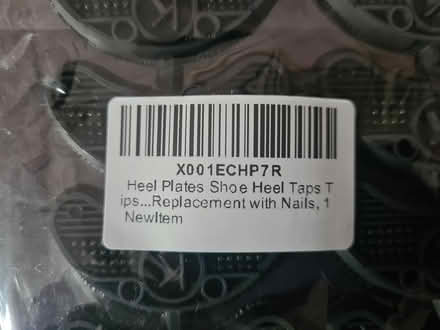 X001ECHP7R
Heel Plates Shoe Heel Taps T
ips...Replacement with Nails, 1
NewItem